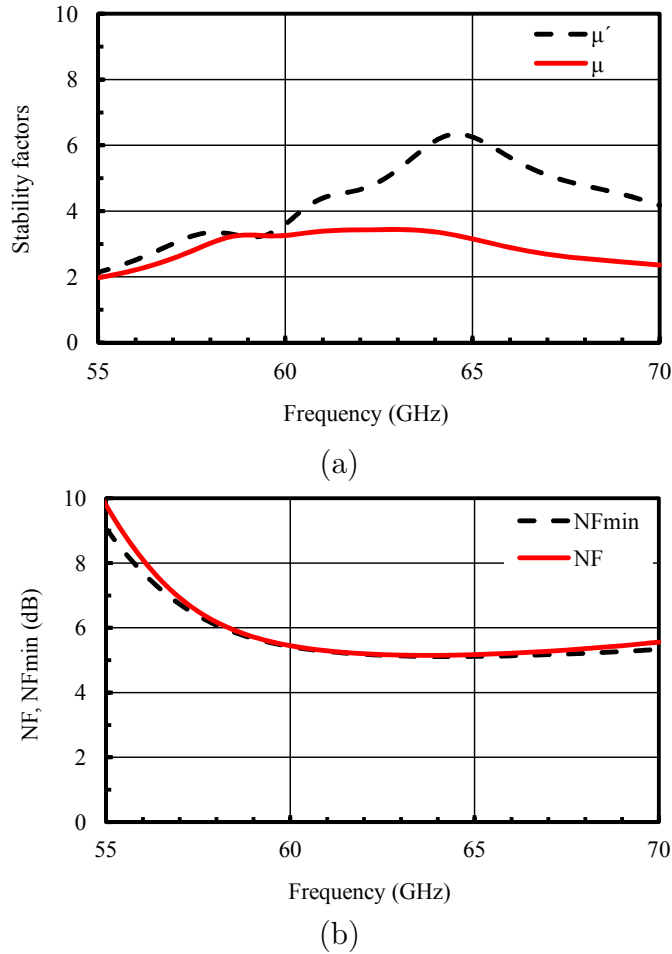 10
8
6
4
2
0
Stability factors
μ´
μ
55
60
65
70
Frequency (GHz)
(a)
10
8
6
4
2
0
NF, NFmin (dB)
NFmin
NF
55
60
65
70
Frequency (GHz)
(b)